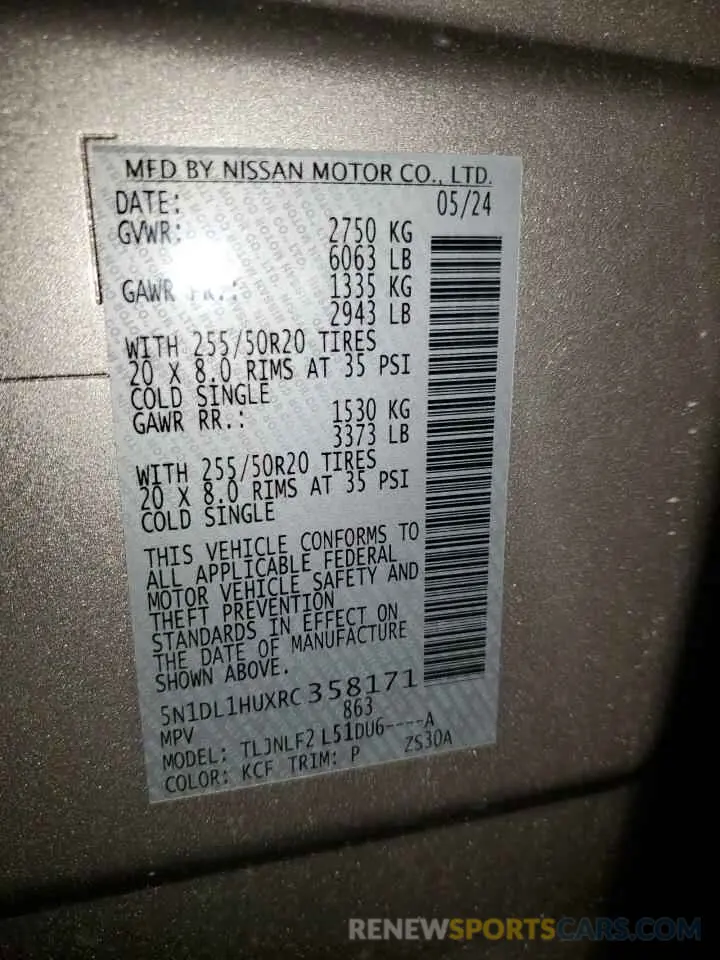 MFD BY NISSAN MOTOR CO., LTD.
DATE: 05/24
GVWR: 2750 KG
6063 LB
GAWR FR.: 1335 KG
2943 LB
WITH 255/50R20 TIRES
20 X 8.0 RIMS AT 35 PSI
COLD SINGLE
GAWR RR.: 1530 KG
3373 LB
WITH 255/50R20 TIRES
20 X 8.0 RIMS AT 35 PSI
COLD SINGLE
THIS VEHICLE CONFORMS TO
ALL APPLICABLE FEDERAL
MOTOR VEHICLE SAFETY AND
THEFT PREVENTION
STANDARDS IN EFFECT ON
THE DATE OF MANUFACTURE
SHOWN ABOVE.
5N1DL1HUXRC358171
MPV 863
MODEL: TLJNLF2 L51DU6----A
COLOR: KCF TRIM: P ZS30A
RENEWSPORTSCARS.COM